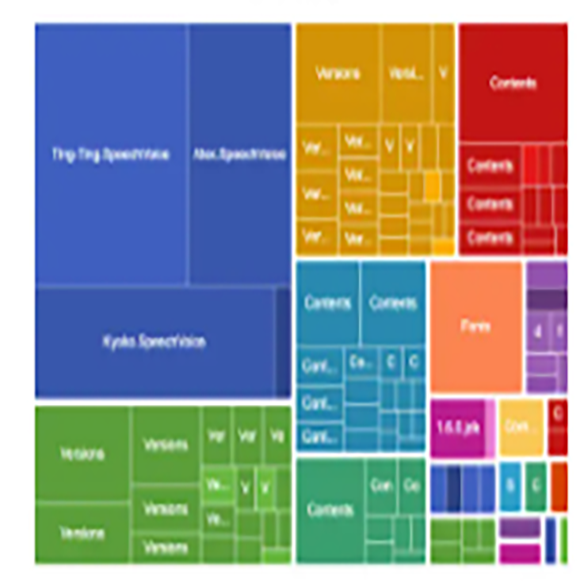 Ting-Ting.SpeechVoice
Alex.SpeechVoice
Kyoko.SpeechVoice
Versions
Versi...
V
Ver...
Ver...
V
V
Ver...
Ver...
Ver...
Ver...
Ver...
Contents
Contents
Contents
Contents
Contents
Contents
Cont...
Co...
C
C
Cont...
Cont...
Fonts
4
1.6.0.jdk
Cont...
C
Versions
Versions
Ver
Ver
Ve
Ve...
V
V
Versions
Versions
Ve...
Versions
Contents
Con
Co
C